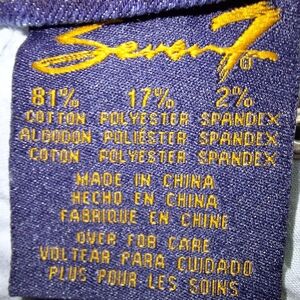 Seven7®
81% 17% 2%
COTTON POLYESTER SPANDEX
ALGODON POLIESTER SPANDEX
COTON POLYESTER SPANDEX
MADE IN CHINA
HECHO EN CHINA
FABRIQUE EN CHINE
OVER FOR CARE
VOLTEAR PARA CUIDADO
PLUS POUR LES SOINS